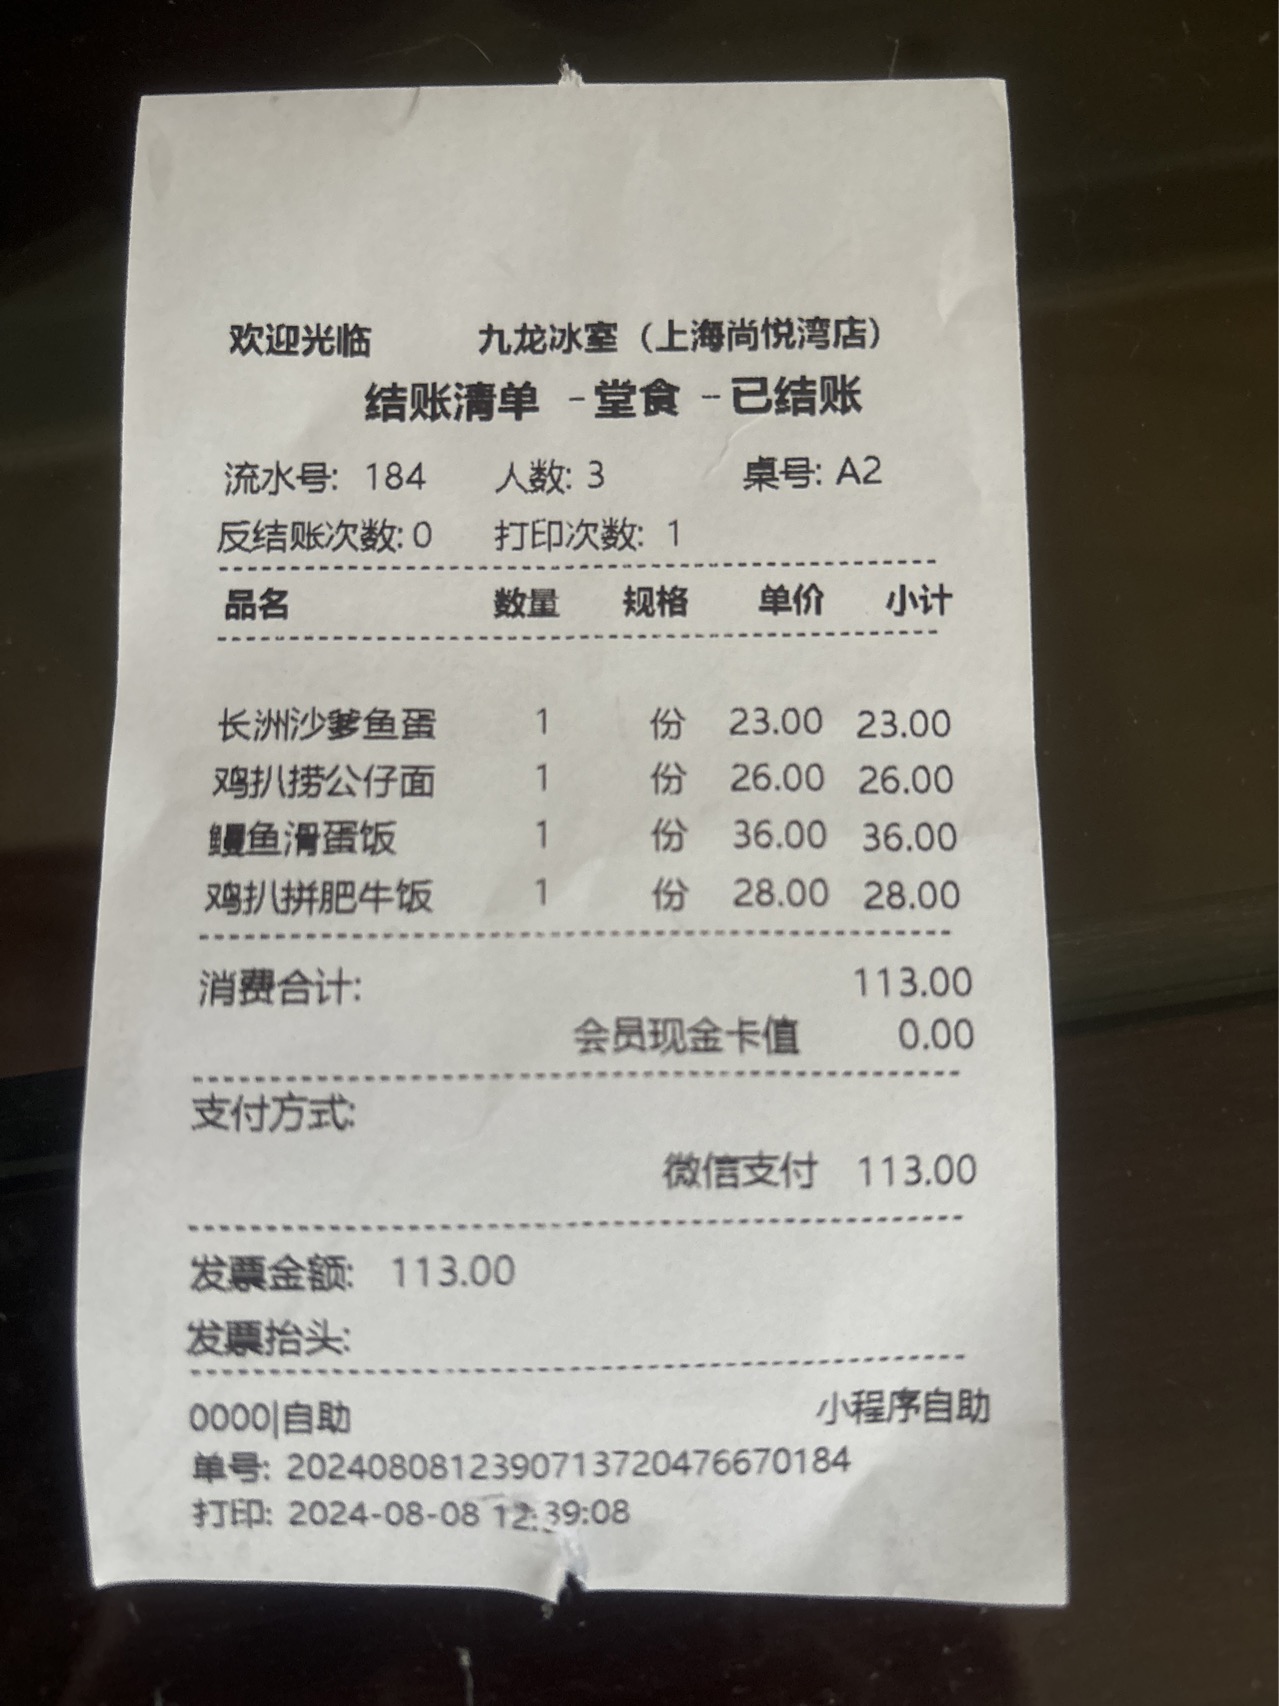 欢迎光临 九龙冰室（上海尚悦湾店）
结账清单 -堂食 -已结账
流水号: 184 人数: 3 桌号: A2
反结账次数: 0 打印次数: 1
品名 数量 规格 单价 小计
长洲沙爹鱼蛋 1 份 23.00 23.00
鸡扒捞公仔面 1 份 26.00 26.00
鳗鱼滑蛋饭 1 份 36.00 36.00
鸡扒拼肥牛饭 1 份 28.00 28.00
消费合计: 113.00
会员现金卡值 0.00
支付方式:
微信支付 113.00
发票金额: 113.00
发票抬头:
0000|自助 小程序自助
单号: 2024080812390713720476670184
打印: 2024-08-08 12:39:08